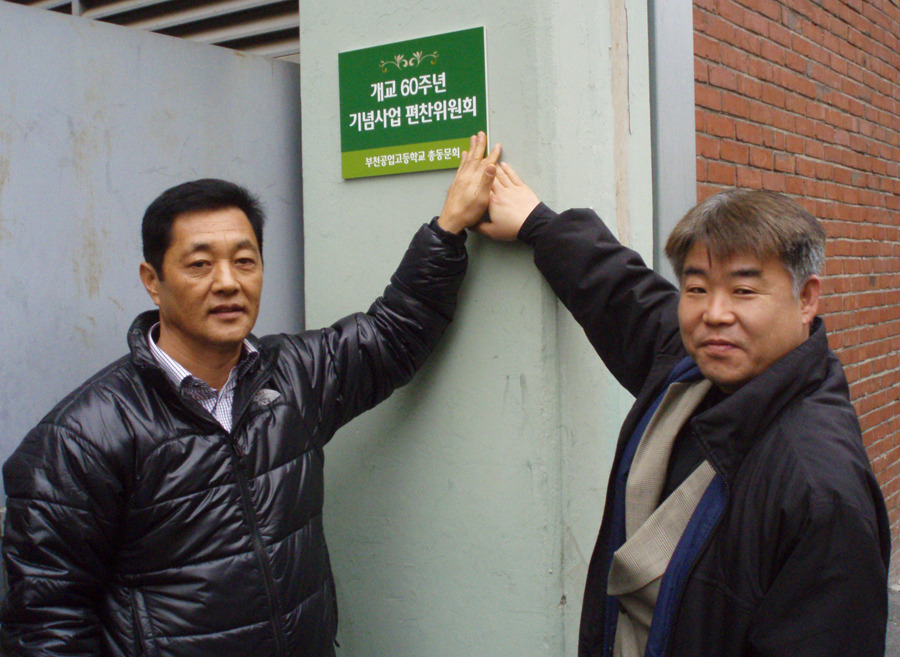 개교 60주년
기념사업 편찬위원회
부천공업고등학교 총동문회